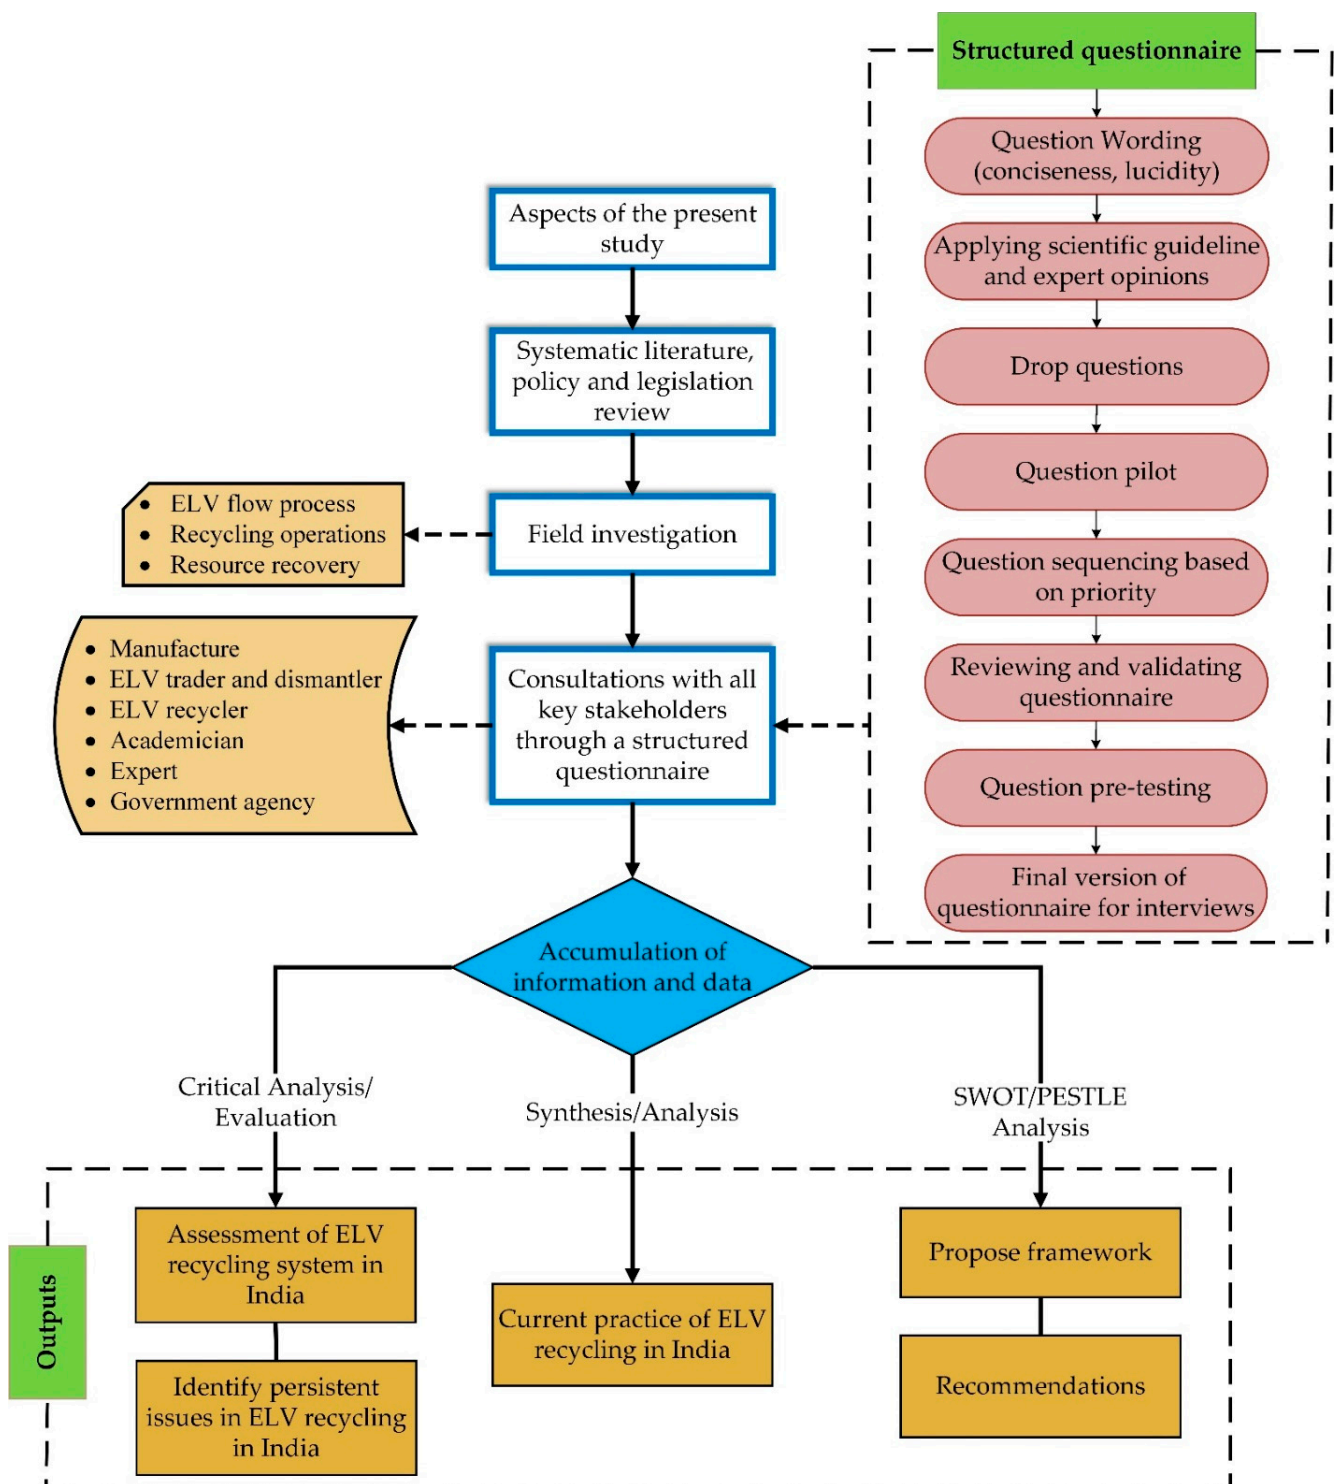 Structured questionnaire
Question Wording
(conciseness, lucidity)
Applying scientific guideline
and expert opinions
Drop questions
Question pilot
Question sequencing based
on priority
Reviewing and validating
questionnaire
Question pre-testing
Final version of
questionnaire for interviews
Aspects of the present
study
Systematic literature,
policy and legislation
review
Field investigation
• ELV flow process
• Recycling operations
• Resource recovery
Consultations with all
key stakeholders
through a structured
questionnaire
• Manufacture
• ELV trader and dismantler
• ELV recycler
• Academician
• Expert
• Government agency
Accumulation of
information and data
Critical Analysis/
Evaluation
Synthesis/Analysis
SWOT/PESTLE
Analysis
Outputs
Assessment of ELV
recycling system in
India
Identify persistent
issues in ELV recycling
in India
Current practice of ELV
recycling in India
Propose framework
Recommendations